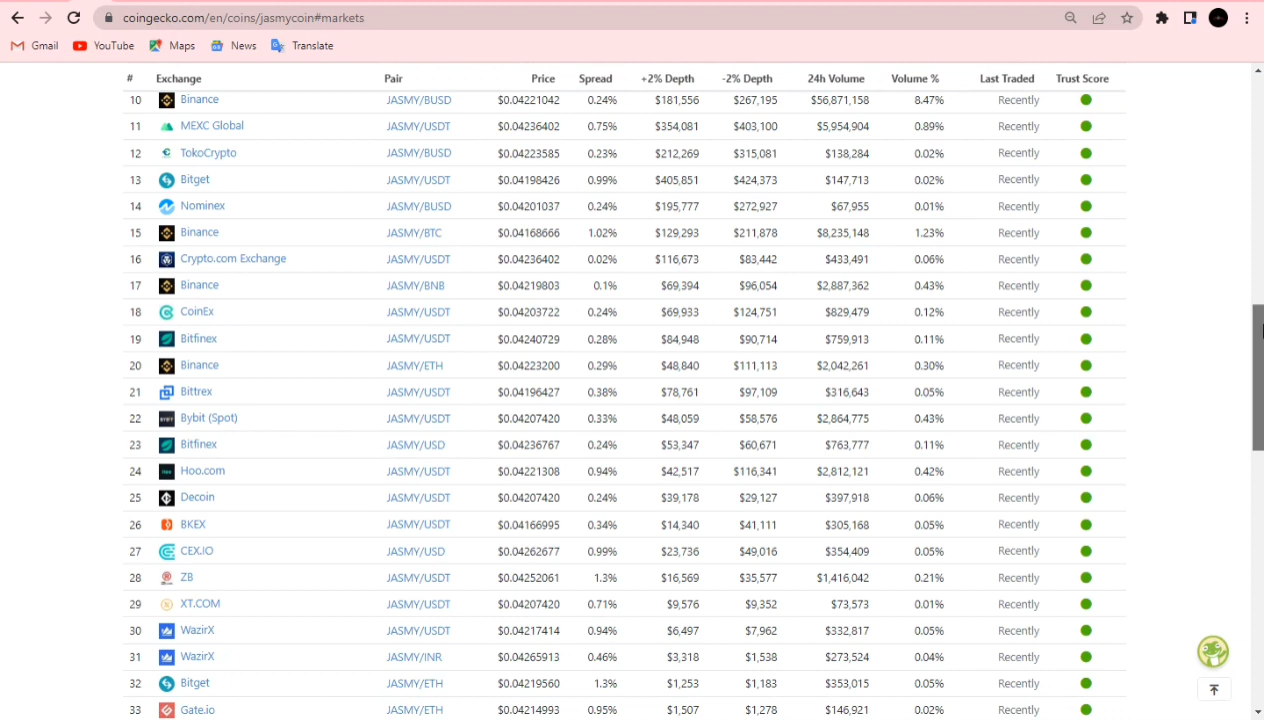 coingecko.com/en/coins/jasmycoin#markets
Gmail YouTube Maps News Translate
# Exchange Pair Price Spread +2% Depth -2% Depth 24h Volume Volume % Last Traded Trust Score
10 Binance JASMY/BUSD $0.04221042 0.24% $181,556 $267,195 $56,871,158 8.47% Recently
11 MEXC Global JASMY/USDT $0.04236402 0.75% $354,081 $403,100 $5,954,904 0.89% Recently
12 TokoCrypto JASMY/BUSD $0.04223585 0.23% $212,269 $315,081 $138,284 0.02% Recently
13 Bitget JASMY/USDT $0.04198426 0.99% $405,851 $424,373 $147,713 0.02% Recently
14 Nominex JASMY/BUSD $0.04201037 0.24% $195,777 $272,927 $67,955 0.01% Recently
15 Binance JASMY/BTC $0.04168666 1.02% $129,293 $211,878 $8,235,148 1.23% Recently
16 Crypto.com Exchange JASMY/USDT $0.04236402 0.02% $116,673 $83,442 $433,491 0.06% Recently
17 Binance JASMY/BNB $0.04219803 0.1% $69,394 $96,054 $2,887,362 0.43% Recently
18 CoinEx JASMY/USDT $0.04203722 0.24% $69,933 $124,751 $829,479 0.12% Recently
19 Bitfinex JASMY/USDT $0.04240729 0.28% $84,948 $90,714 $759,913 0.11% Recently
20 Binance JASMY/ETH $0.04223200 0.29% $48,840 $111,113 $2,042,261 0.30% Recently
21 Bittrex JASMY/USDT $0.04196427 0.38% $78,761 $97,109 $316,643 0.05% Recently
22 Bybit (Spot) JASMY/USDT $0.04207420 0.33% $48,059 $58,576 $2,864,775 0.43% Recently
23 Bitfinex JASMY/USD $0.04236767 0.24% $53,347 $60,671 $763,777 0.11% Recently
24 Hoo.com JASMY/USDT $0.04221308 0.94% $42,517 $116,341 $2,812,121 0.42% Recently
25 Decoin JASMY/USDT $0.04207420 0.24% $39,178 $29,127 $397,918 0.06% Recently
26 BKEX JASMY/USDT $0.04166995 0.34% $14,340 $41,111 $305,168 0.05% Recently
27 CEX.IO JASMY/USD $0.04262677 0.99% $23,736 $49,016 $354,409 0.05% Recently
28 ZB JASMY/USDT $0.04252061 1.3% $16,569 $35,577 $1,416,042 0.21% Recently
29 XT.COM JASMY/USDT $0.04207420 0.71% $9,576 $9,352 $73,573 0.01% Recently
30 WazirX JASMY/USDT $0.04217414 0.94% $6,497 $7,962 $332,817 0.05% Recently
31 WazirX JASMY/INR $0.04265913 0.46% $3,318 $1,538 $273,524 0.04% Recently
32 Bitget JASMY/ETH $0.04219560 1.3% $1,253 $1,183 $353,019 0.05% Recently
33 Gate.io JASMY/ETH $0.04214993 0.95% $1,507 $1,278 $146,921 0.02% Recently